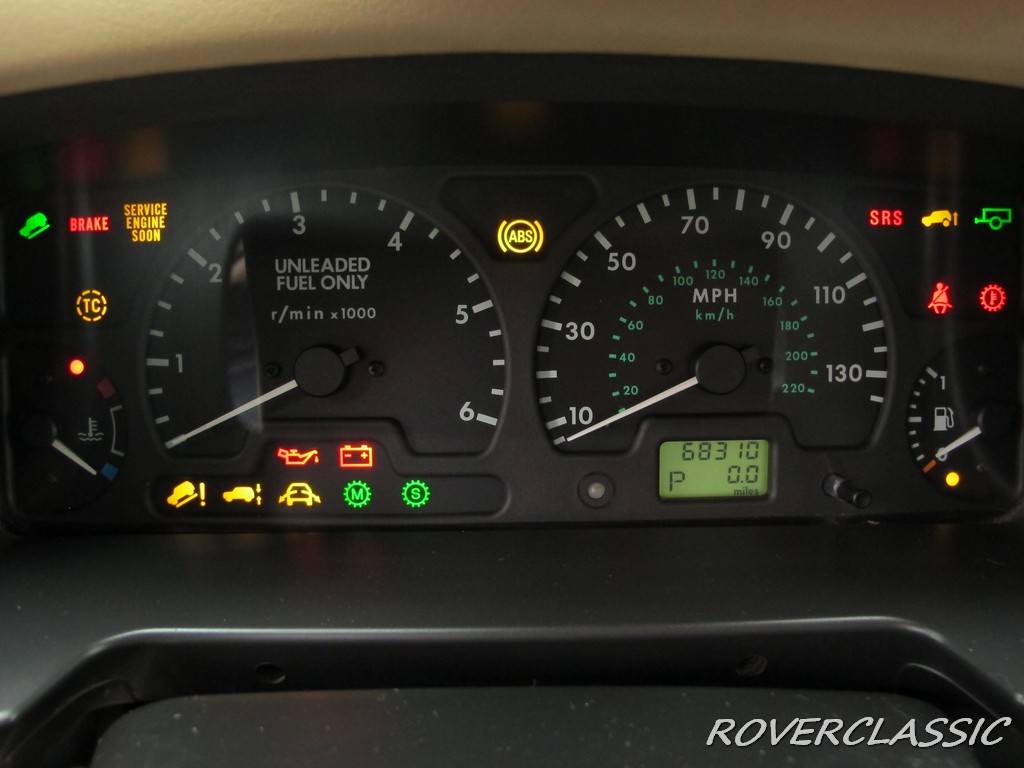 BRAKE
SERVICE
ENGINE
SOON
TC
1
2
3
4
5
6
UNLEADED
FUEL ONLY
r/min x1000
ABS
10
30
50
70
90
110
130
20
40
60
80
100
120
140
160
180
200
220
MPH
km/h
SRS
1
0
M
S
68310
P 0.0
miles
ROVERCLASSIC